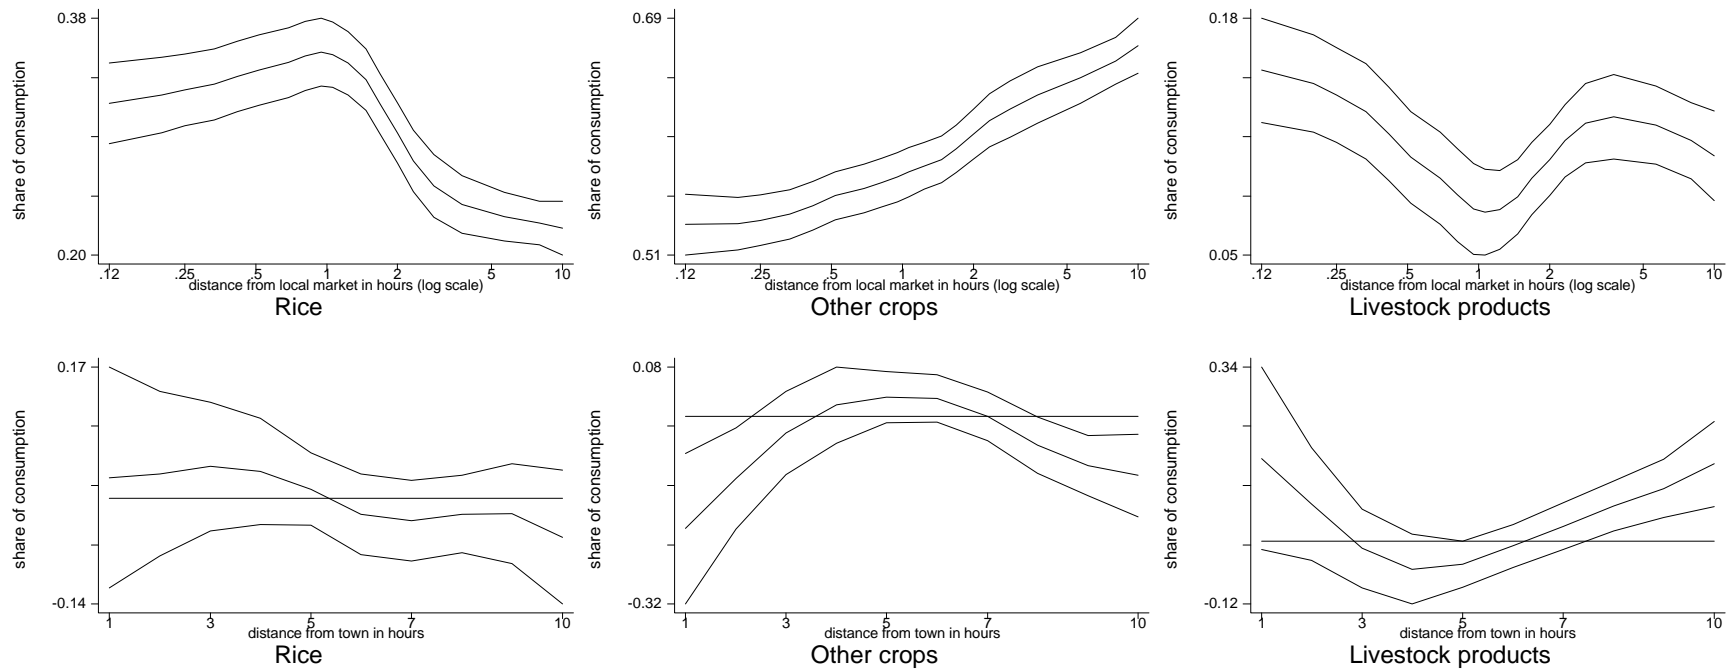 share of consumption
0.38
0.20
.12 .25 .5 1 2 5 10
distance from local market in hours (log scale)
Rice
share of consumption
0.69
0.51
.12 .25 .5 1 2 5 10
distance from local market in hours (log scale)
Other crops
share of consumption
0.18
0.05
.12 .25 .5 1 2 5 10
distance from local market in hours (log scale)
Livestock products
share of consumption
0.17
-0.14
1 3 5 7 10
distance from town in hours
Rice
share of consumption
0.08
-0.32
1 3 5 7 10
distance from town in hours
Other crops
share of consumption
0.34
-0.12
1 3 5 7 10
distance from town in hours
Livestock products